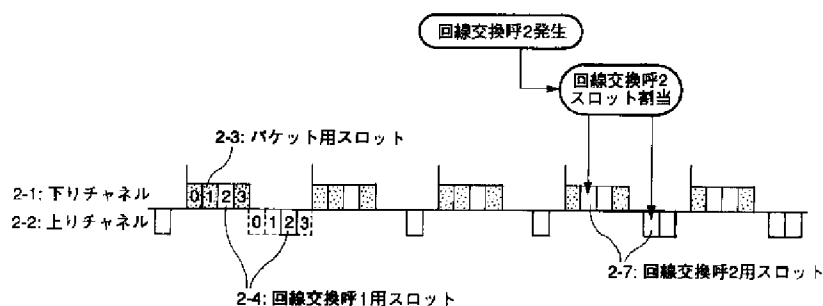 回線交換呼2発生
回線交換呼2
スロット割当
2-3: パケット用スロット
2-1: 下りチャネル
0 1 2 3
2-2: 上りチャネル
0 1 2 3
2-7: 回線交換呼2用スロット
2-4: 回線交換呼1用スロット